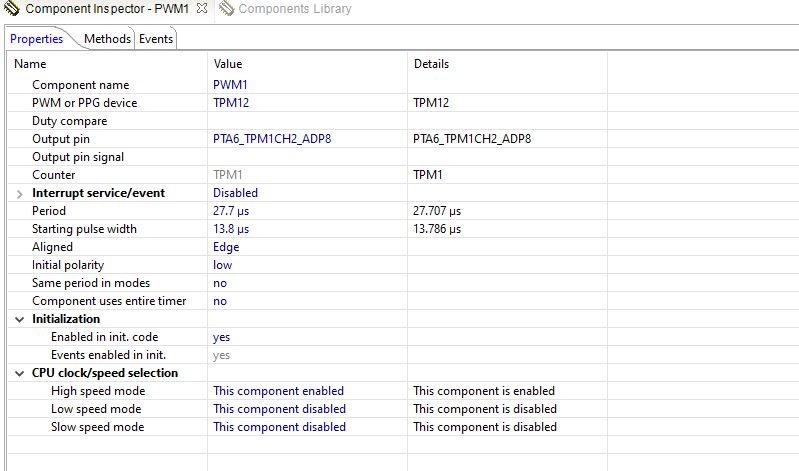 Component Inspector - PWM1 Components Library
Properties Methods Events
Name Value Details
Component name PWM1
PWM or PPG device TPM12 TPM12
Duty compare
Output pin PTA6_TPM1CH2_ADP8 PTA6_TPM1CH2_ADP8
Output pin signal
Counter TPM1 TPM1
Interrupt service/event Disabled
Period 27.7 µs 27.707 µs
Starting pulse width 13.8 µs 13.786 µs
Aligned Edge
Initial polarity low
Same period in modes no
Component uses entire timer no
Initialization
Enabled in init. code yes
Events enabled in init. yes
CPU clock/speed selection
High speed mode This component enabled This component is enabled
Low speed mode This component disabled This component is disabled
Slow speed mode This component disabled This component is disabled